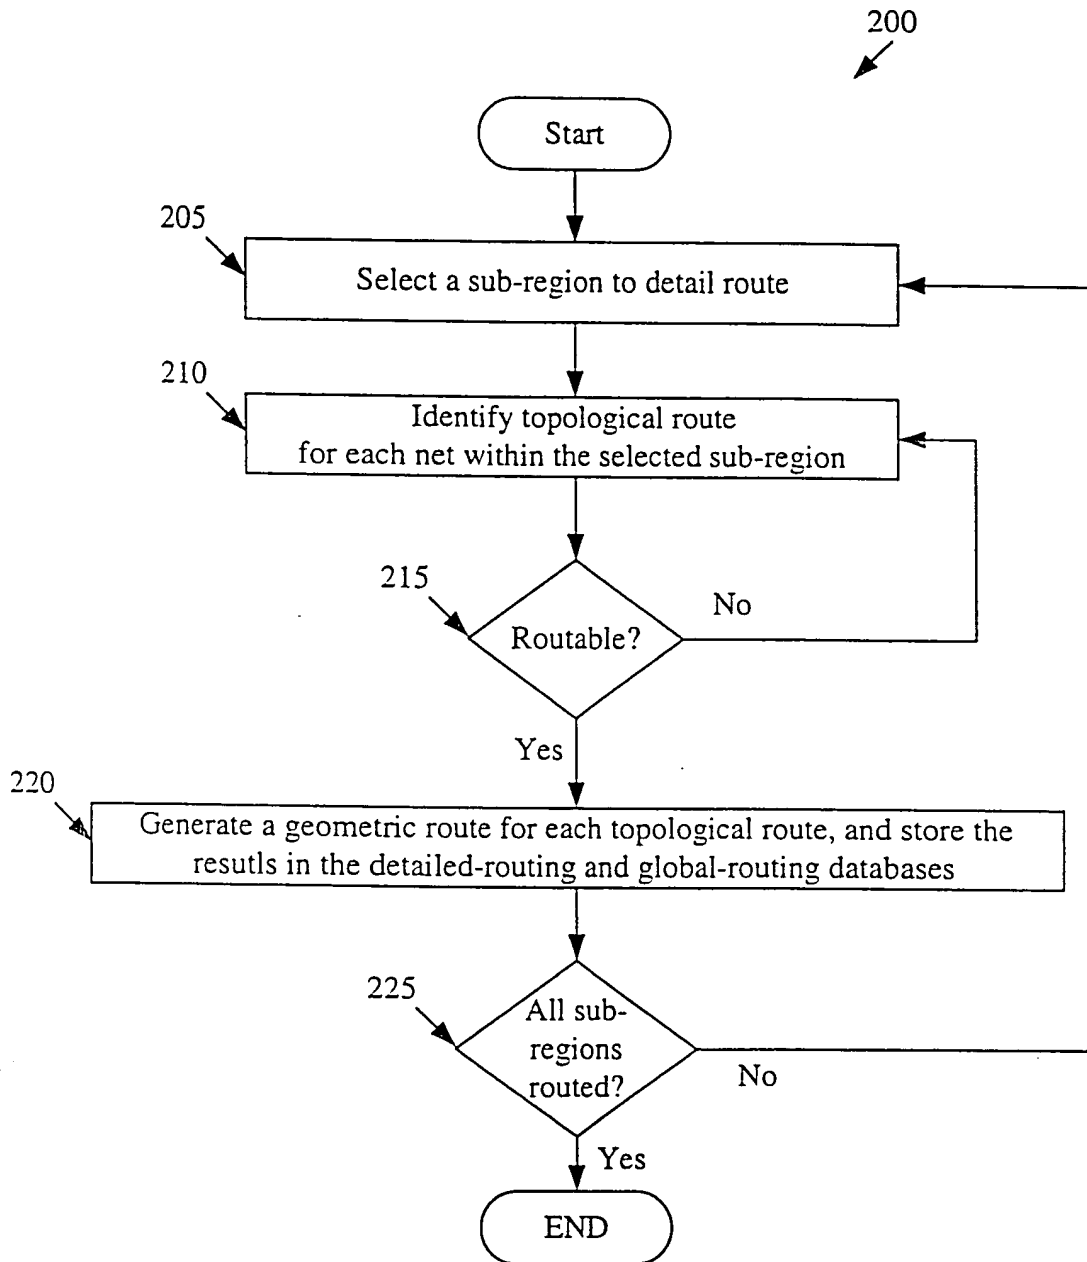 200
Start
205
Select a sub-region to detail route
210
Identify topological route
for each net within the selected sub-region
215
Routable?
No
Yes
220
Generate a geometric route for each topological route, and store the
resutls in the detailed-routing and global-routing databases
225
All sub-
regions
routed?
No
Yes
END